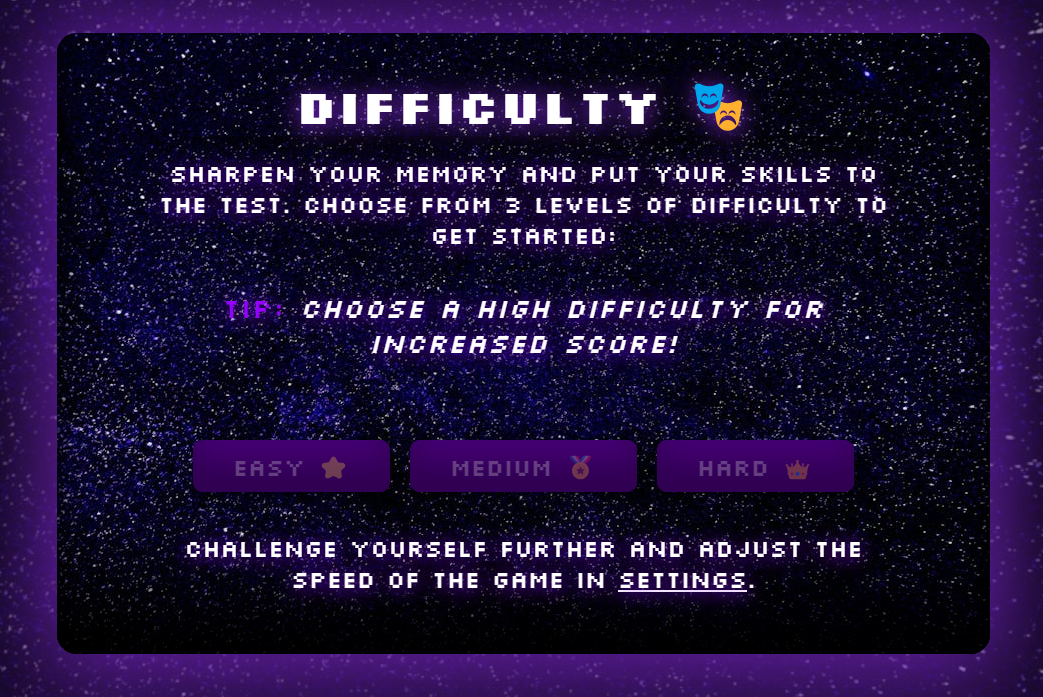 DIFFICULTY
SHARPEN YOUR MEMORY AND PUT YOUR SKILLS TO
THE TEST. CHOOSE FROM 3 LEVELS OF DIFFICULTY TO
GET STARTED:
TIP: CHOOSE A HIGH DIFFICULTY FOR
INCREASED SCORE!
EASY MEDIUM HARD
CHALLENGE YOURSELF FURTHER AND ADJUST THE
SPEED OF THE GAME IN SETTINGS.